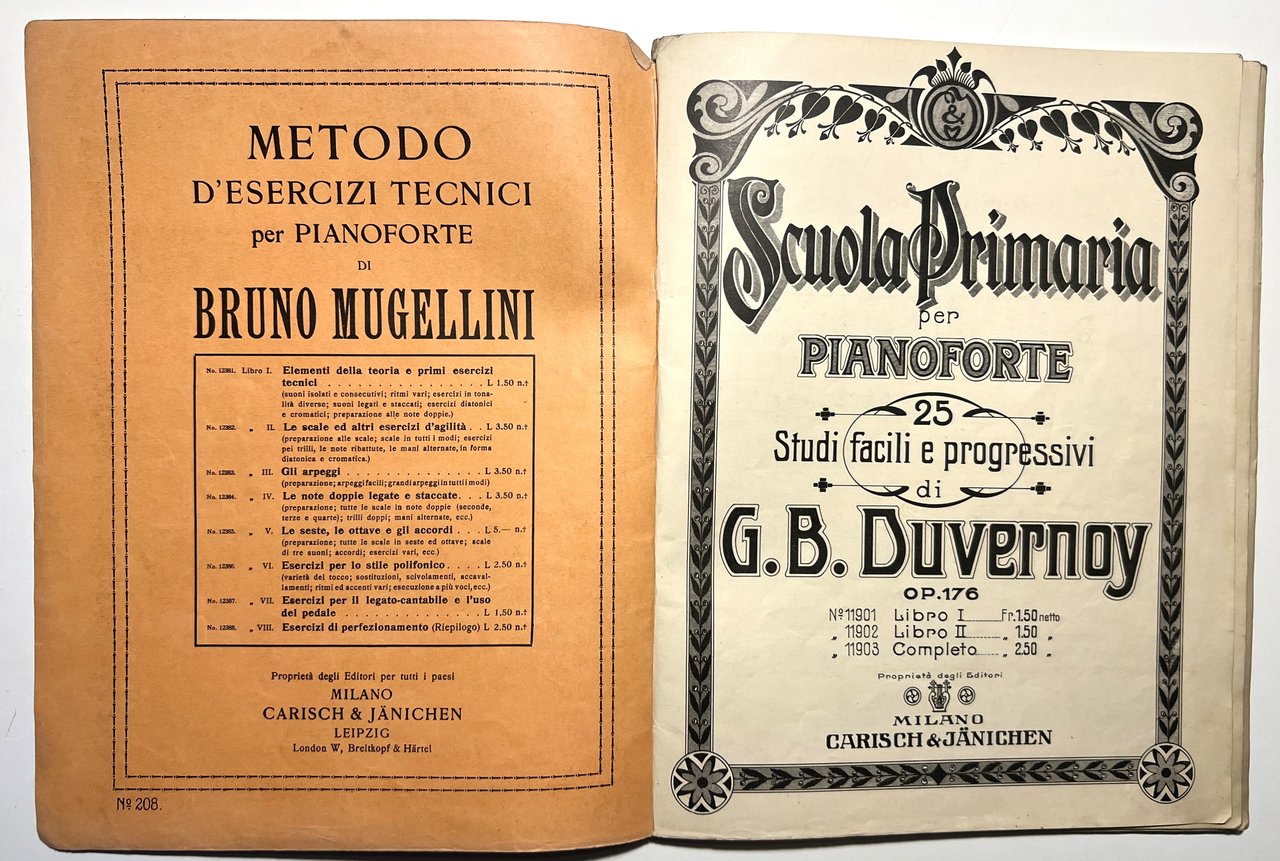 METODO
D'ESERCIZI TECNICI
per PIANOFORTE
DI
BRUNO MUGELLINI
No. 12381. Libro I. Elementi della teoria e primi esercizi
tecnici . . . . . . . . . . . . . . . . L 1.50 n.†
(suoni isolati e consecutivi; ritmi vari; esercizi in tona-
lità diverse; suoni legati e staccati; esercizi diatonici
e cromatici; preparazione alle note doppie.)
No. 12382. „ II. Le scale ed altri esercizi d'agilità . . L 3.50 n.†
(preparazione alle scale; scale in tutti i modi; esercizi
pei trilli, le note ribattute, le mani alternate, in forma
diatonica e cromatica.)
No. 12383. „ III. Gli arpeggi . . . . . . . . . . . . . L 3.50 n.†
(preparazione; arpeggi facili; grandi arpeggi in tutti i modi)
No. 12384. „ IV. Le note doppie legate e staccate. . . L 3.50 n.†
(preparazione; tutte le scale in note doppie (seconde,
terze e quarte); trilli doppi; mani alternate, ecc.)
No. 12385. „ V. Le seste, le ottave e gli accordi . . . L 5.— n.†
(preparazione; tutte le scale in seste ed ottave; scale
di tre suoni; accordi; esercizi vari, ecc.)
No. 12386. „ VI. Esercizi per lo stile polifonico. . . . L 2.50 n.†
(varietà del tocco; sostituzioni, scivolamenti, accaval-
lamenti; ritmi ed accenti vari; esecuzione a più voci, ecc.)
No. 12387. „ VII. Esercizi per il legato-cantabile e l'uso
del pedale . . . . . . . . . . . . . . L 1.50 n.†
No. 12388. „ VIII. Esercizi di perfezionamento (Riepilogo) L 2.50 n.†
Proprietà degli Editori per tutti i paesi
MILANO
CARISCH & JÄNICHEN
LEIPZIG
London W, Breitkopf & Härtel
Nº 208.
Scuola Primaria
per
PIANOFORTE
25
Studi facili e progressivi
di
G. B. Duvernoy
OP. 176
Nº 11901 Libro I Fr. 1.50 netto
„ 11902 Libro II „ 1.50 „
„ 11903 Completo „ 2.50 „
Proprietà degli Editori
MILANO
CARISCH & JÄNICHEN